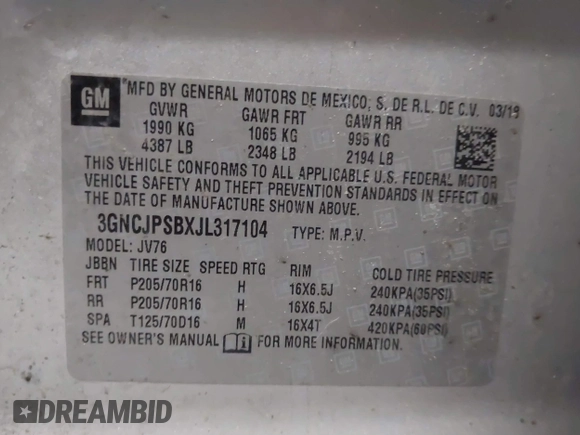 GM
"MFD BY GENERAL MOTORS DE MEXICO, S. DE R.L. DE C.V. 03/18
GVWR GAWR FRT GAWR RR
1990 KG 1065 KG 995 KG
4387 LB 2348 LB 2194 LB
THIS VEHICLE CONFORMS TO ALL APPLICABLE U.S. FEDERAL MOTOR
VEHICLE SAFETY AND THEFT PREVENTION STANDARDS IN EFFECT ON
THE DATE OF MANUFACTURE SHOWN ABOVE.
3GNCJPSBXJL317104 TYPE: M.P.V.
MODEL: JV76
JBBN TIRE SIZE SPEED RTG RIM COLD TIRE PRESSURE
FRT P205/70R16 H 16X6.5J 240KPA(35PSI)
RR P205/70R16 H 16X6.5J 240KPA(35PSI)
SPA T125/70D16 M 16X4T 420KPA(60PSI)
SEE OWNER'S MANUAL FOR MORE INFORMATION.
DREAMBID